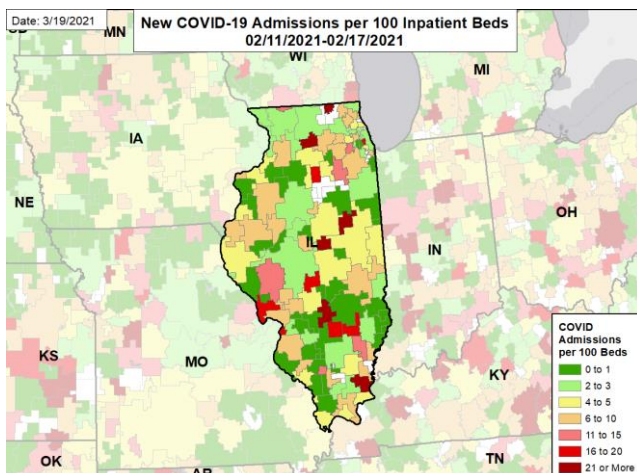 Date: 3/19/2021
New COVID-19 Admissions per 100 Inpatient Beds
02/11/2021-02/17/2021
SD
MN
WI
MI
IA
NE
IL
IN
OH
KS
MO
KY
OK
AR
TN
COVID
Admissions
per 100 Beds
0 to 1
2 to 3
4 to 5
6 to 10
11 to 15
16 to 20
21 or More